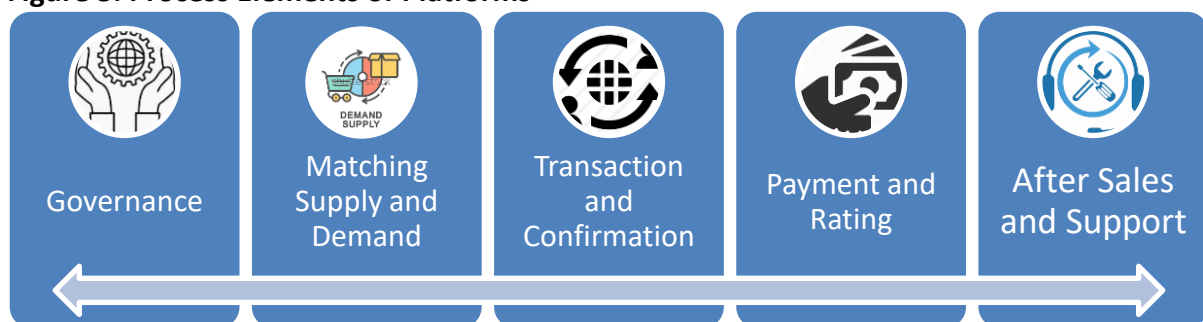 Governance
DEMAND
SUPPLY
Matching
Supply and
Demand
Transaction
and
Confirmation
Payment and
Rating
After Sales
and Support